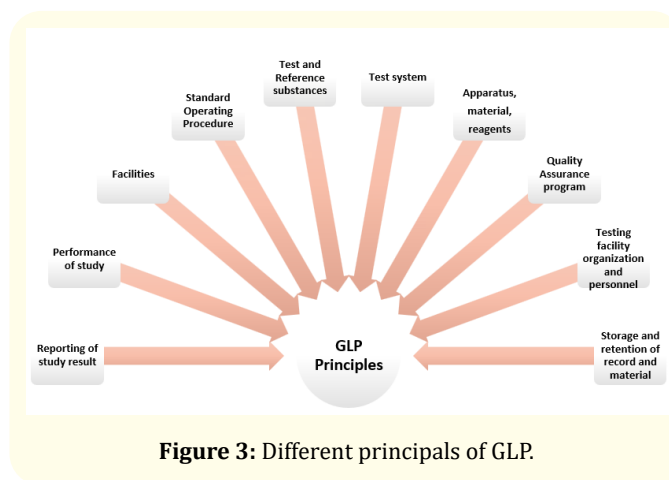 Test and
Reference
substances
Test system
Standard
Operating
Procedure
Apparatus,
material,
reagents
Facilities
Quality
Assurance
program
Performance
of study
Testing
facility
organization
and
personnel
Reporting of
study result
GLP
Principles
Storage and
retention of
record and
material
Figure 3: Different principals of GLP.